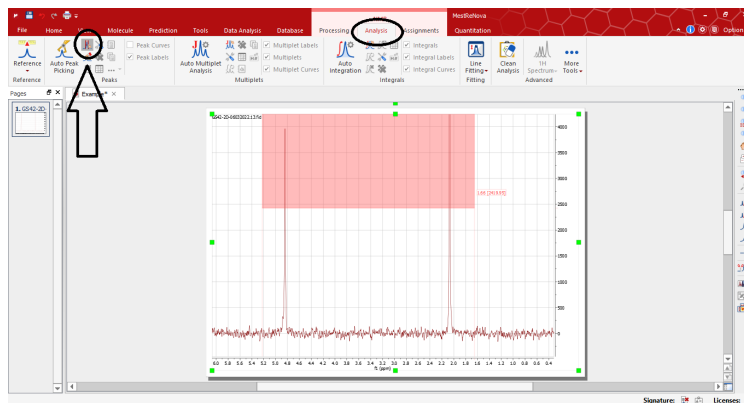 MestReNova
File Home Molecule Prediction Tools Data Analysis Database Processing Analysis Assignments Quantitation Option
Reference Auto Peak Picking Peak Curves Peak Labels Auto Multiplet Analysis Multiplet Labels Multiplets Multiplet Curves Auto Integration Integrals Integral Labels Integral Curves Line Fitting Clean Analysis 1H Spectrum More Tools
Reference Peaks Multiplets Integrals Fitting Advanced
Pages Example*
1. GS42-2D-
4000
3500
3000
2500
2000
1500
1000
500
0
6.0 5.8 5.6 5.4 5.2 5.0 4.8 4.6 4.4 4.2 4.0 3.8 3.6 3.4 3.2 3.0 2.8 2.6 2.4 2.2 2.0 1.8 1.6 1.4 1.2 1.0 0.8 0.6 0.4
f1 (ppm)
Signature: Licenses: